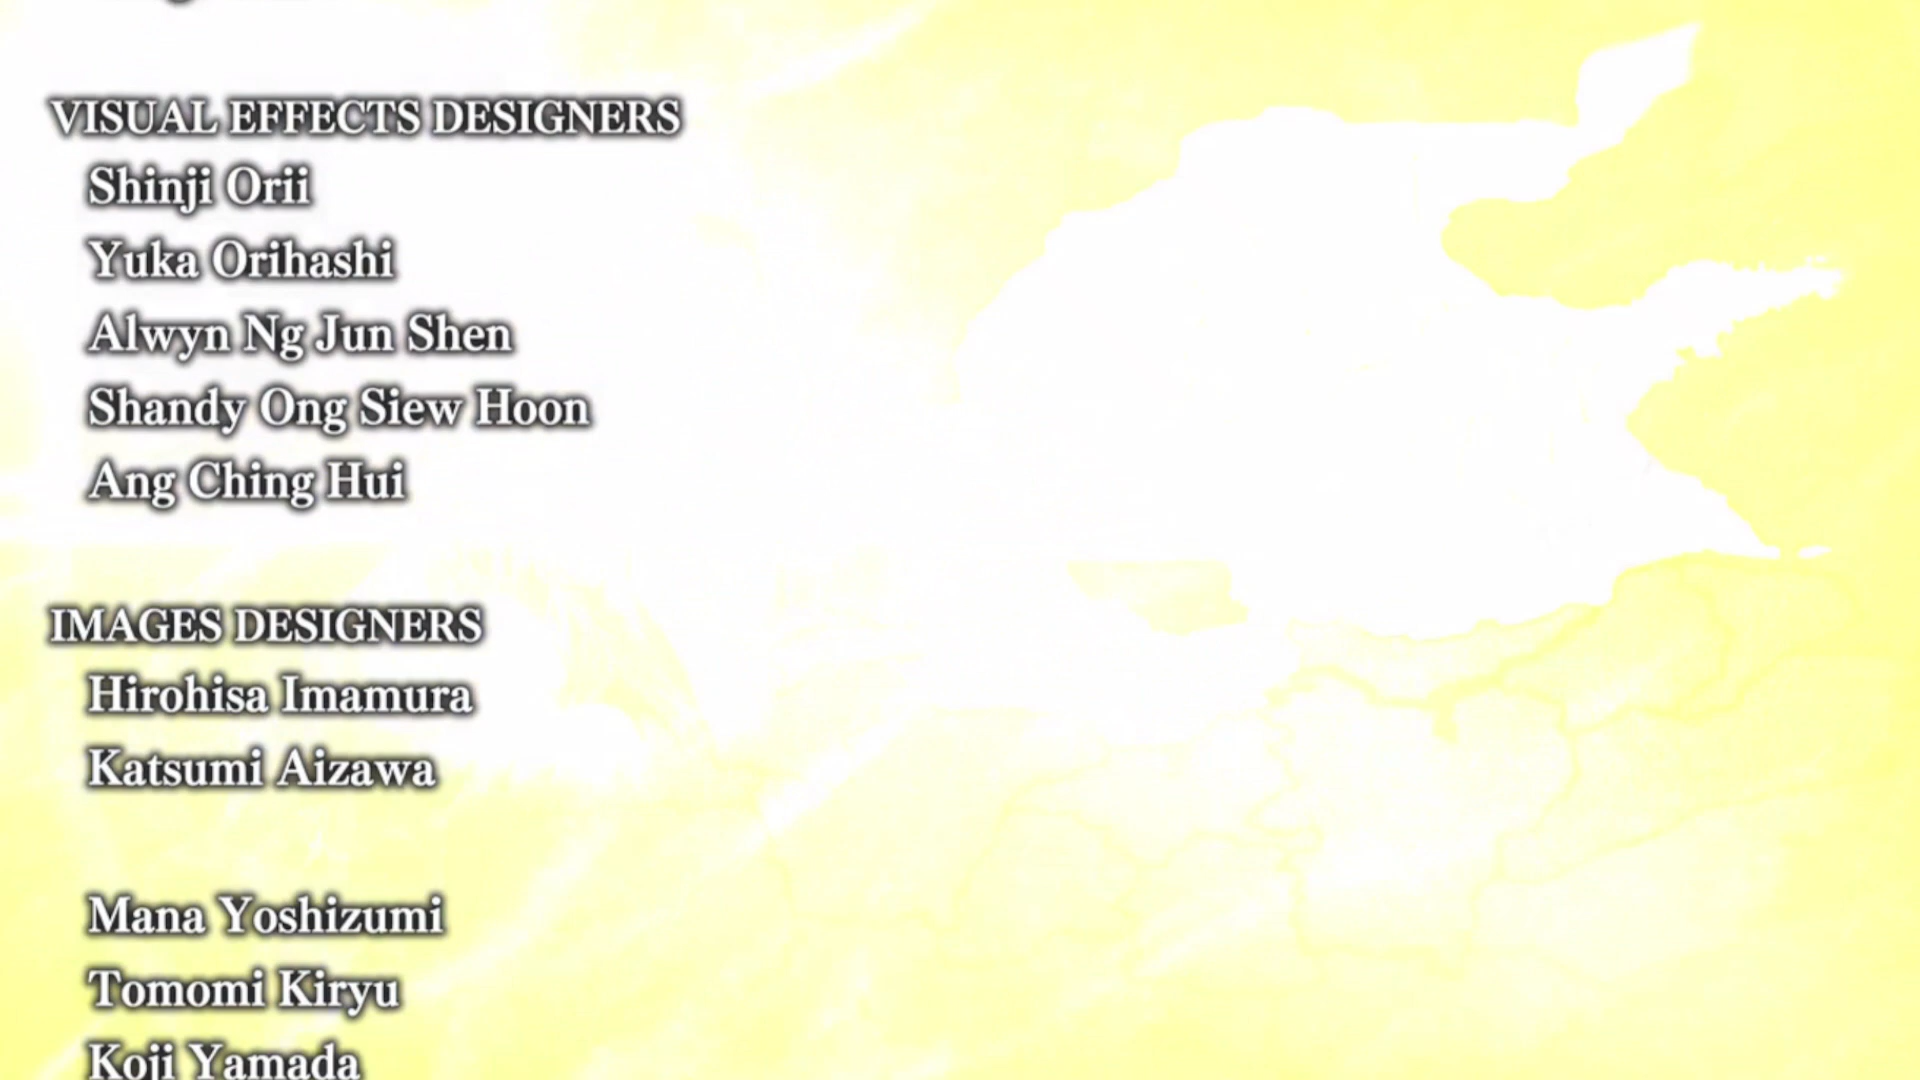 VISUAL EFFECTS DESIGNERS
Shinji Orii
Yuka Orihashi
Alwyn Ng Jun Shen
Shandy Ong Siew Hoon
Ang Ching Hui
IMAGES DESIGNERS
Hirohisa Imamura
Katsumi Aizawa
Mana Yoshizumi
Tomomi Kiryu
Koji Yamada